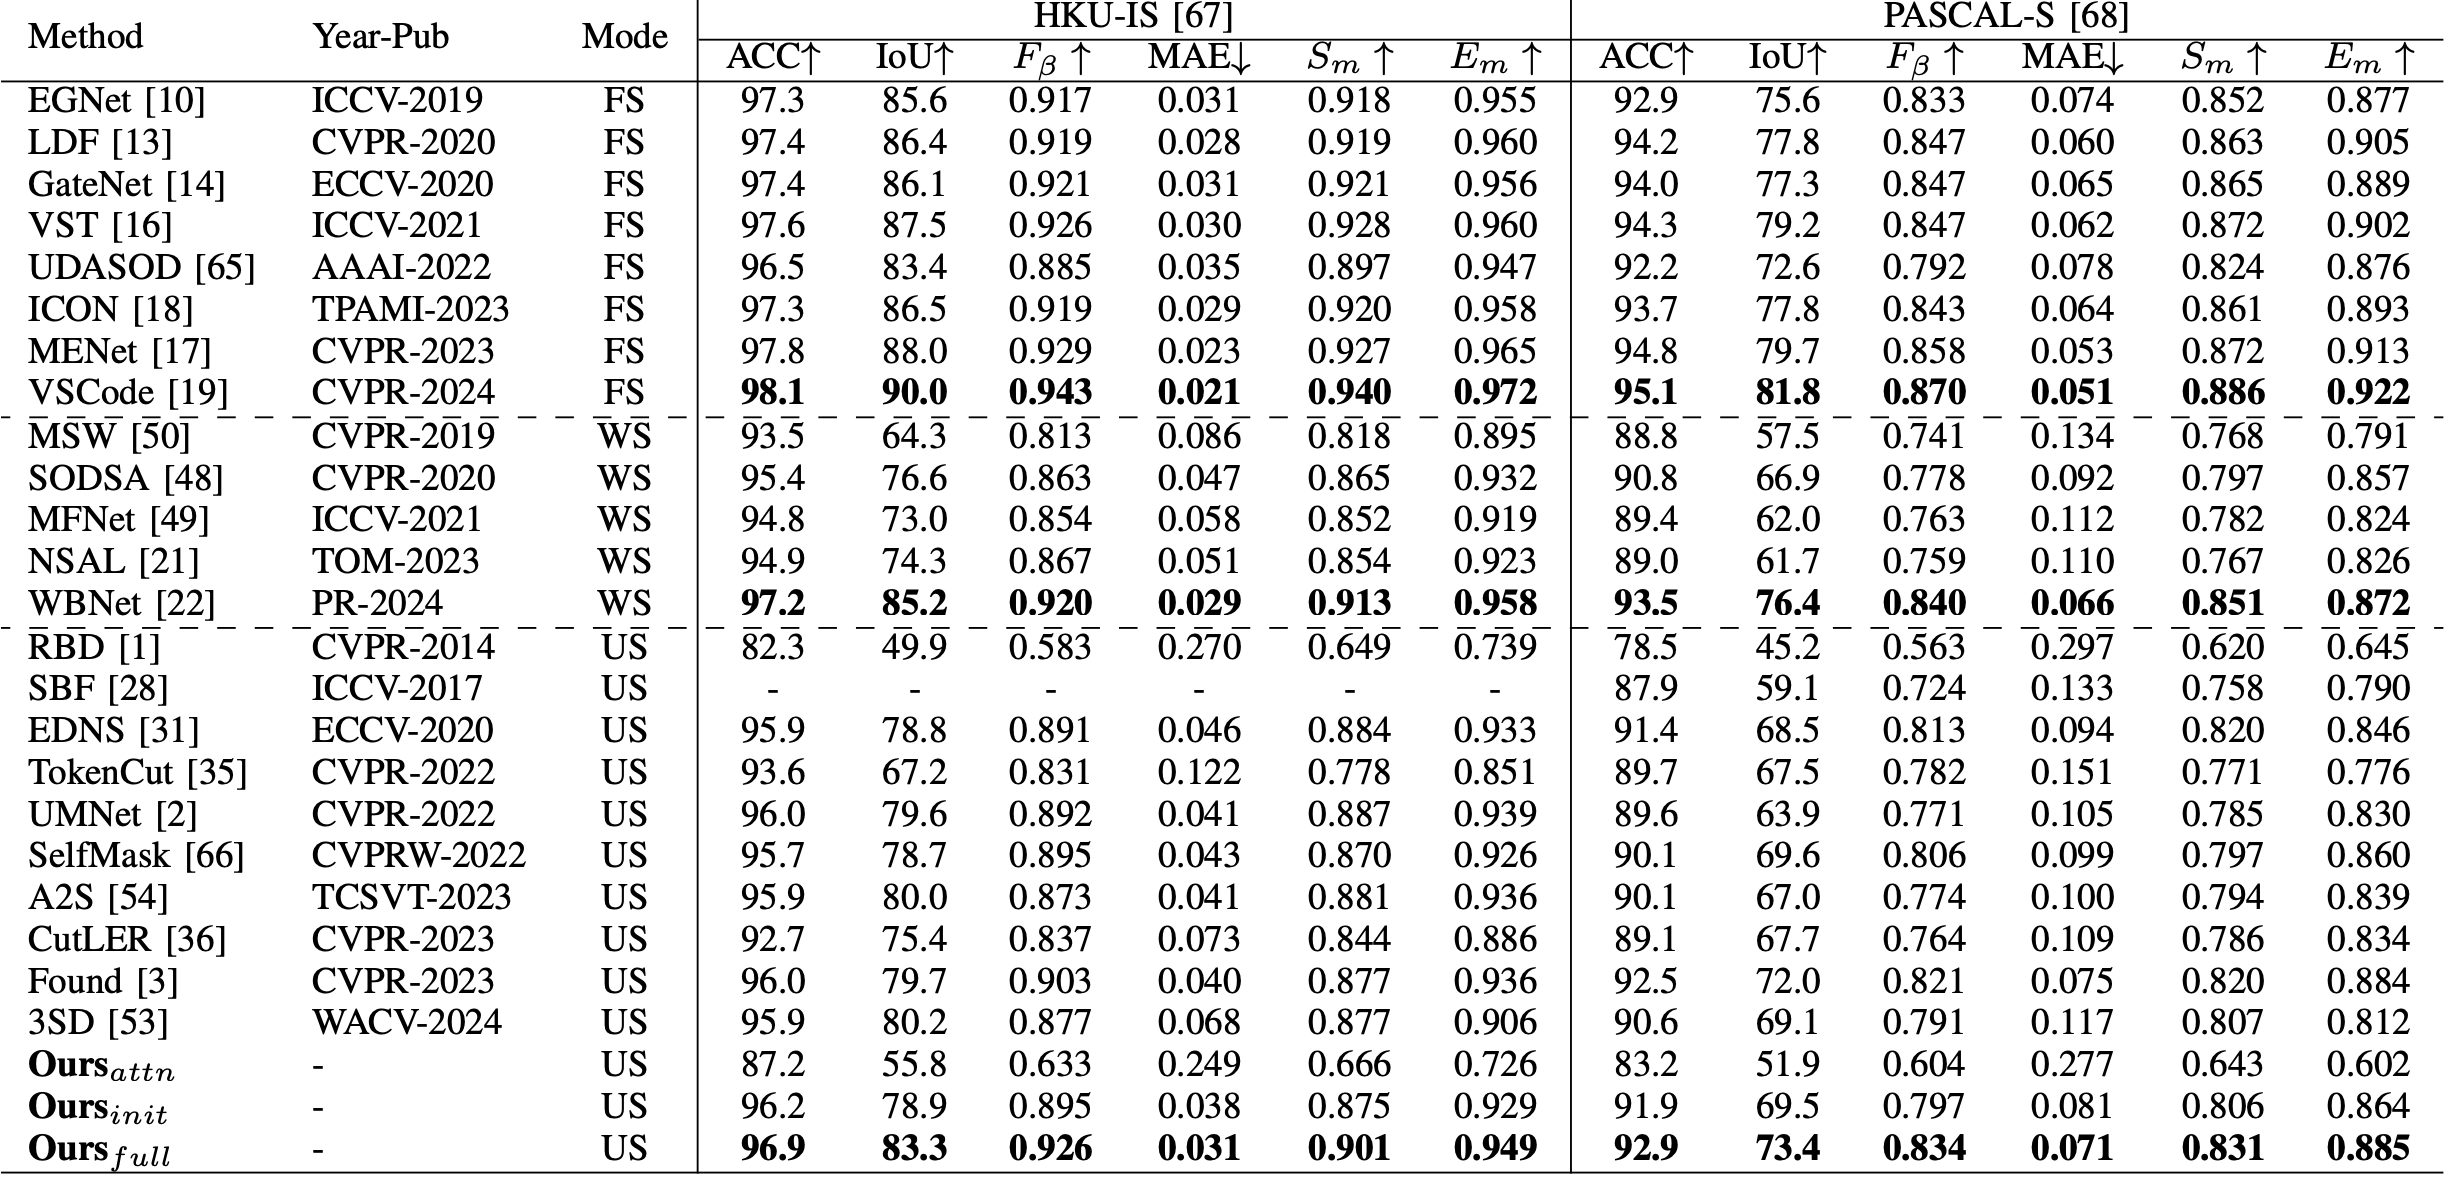 Method Year-Pub Mode HKU-IS [67] PASCAL-S [68]
ACC↑ IoU↑ Fβ ↑ MAE↓ Sm ↑ Em ↑ ACC↑ IoU↑ Fβ ↑ MAE↓ Sm ↑ Em ↑
EGNet [10] ICCV-2019 FS 97.3 85.6 0.917 0.031 0.918 0.955 92.9 75.6 0.833 0.074 0.852 0.877
LDF [13] CVPR-2020 FS 97.4 86.4 0.919 0.028 0.919 0.960 94.2 77.8 0.847 0.060 0.863 0.905
GateNet [14] ECCV-2020 FS 97.4 86.1 0.921 0.031 0.921 0.956 94.0 77.3 0.847 0.065 0.865 0.889
VST [16] ICCV-2021 FS 97.6 87.5 0.926 0.030 0.928 0.960 94.3 79.2 0.847 0.062 0.872 0.902
UDASOD [65] AAAI-2022 FS 96.5 83.4 0.885 0.035 0.897 0.947 92.2 72.6 0.792 0.078 0.824 0.876
ICON [18] TPAMI-2023 FS 97.3 86.5 0.919 0.029 0.920 0.958 93.7 77.8 0.843 0.064 0.861 0.893
MENet [17] CVPR-2023 FS 97.8 88.0 0.929 0.023 0.927 0.965 94.8 79.7 0.858 0.053 0.872 0.913
VSCode [19] CVPR-2024 FS 98.1 90.0 0.943 0.021 0.940 0.972 95.1 81.8 0.870 0.051 0.886 0.922
MSW [50] CVPR-2019 WS 93.5 64.3 0.813 0.086 0.818 0.895 88.8 57.5 0.741 0.134 0.768 0.791
SODSA [48] CVPR-2020 WS 95.4 76.6 0.863 0.047 0.865 0.932 90.8 66.9 0.778 0.092 0.797 0.857
MFNet [49] ICCV-2021 WS 94.8 73.0 0.854 0.058 0.852 0.919 89.4 62.0 0.763 0.112 0.782 0.824
NSAL [21] TOM-2023 WS 94.9 74.3 0.867 0.051 0.854 0.923 89.0 61.7 0.759 0.110 0.767 0.826
WBNet [22] PR-2024 WS 97.2 85.2 0.920 0.029 0.913 0.958 93.5 76.4 0.840 0.066 0.851 0.872
RBD [1] CVPR-2014 US 82.3 49.9 0.583 0.270 0.649 0.739 78.5 45.2 0.563 0.297 0.620 0.645
SBF [28] ICCV-2017 US - - - - - - 87.9 59.1 0.724 0.133 0.758 0.790
EDNS [31] ECCV-2020 US 95.9 78.8 0.891 0.046 0.884 0.933 91.4 68.5 0.813 0.094 0.820 0.846
TokenCut [35] CVPR-2022 US 93.6 67.2 0.831 0.122 0.778 0.851 89.7 67.5 0.782 0.151 0.771 0.776
UMNet [2] CVPR-2022 US 96.0 79.6 0.892 0.041 0.887 0.939 89.6 63.9 0.771 0.105 0.785 0.830
SelfMask [66] CVPRW-2022 US 95.7 78.7 0.895 0.043 0.870 0.926 90.1 69.6 0.806 0.099 0.797 0.860
A2S [54] TCSVT-2023 US 95.9 80.0 0.873 0.041 0.881 0.936 90.1 67.0 0.774 0.100 0.794 0.839
CutLER [36] CVPR-2023 US 92.7 75.4 0.837 0.073 0.844 0.886 89.1 67.7 0.764 0.109 0.786 0.834
Found [3] CVPR-2023 US 96.0 79.7 0.903 0.040 0.877 0.936 92.5 72.0 0.821 0.075 0.820 0.884
3SD [53] WACV-2024 US 95.9 80.2 0.877 0.068 0.877 0.906 90.6 69.1 0.791 0.117 0.807 0.812
Oursattn - US 87.2 55.8 0.633 0.249 0.666 0.726 83.2 51.9 0.604 0.277 0.643 0.602
Oursinit - US 96.2 78.9 0.895 0.038 0.875 0.929 91.9 69.5 0.797 0.081 0.806 0.864
Oursfull - US 96.9 83.3 0.926 0.031 0.901 0.949 92.9 73.4 0.834 0.071 0.831 0.885